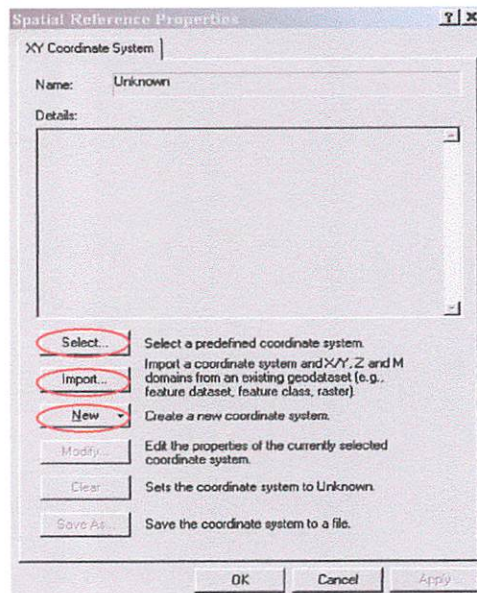 Spatial Reference Properties
XY Coordinate System
Name: Unknown
Details:
Select... Select a predefined coordinate system.
Import... Import a coordinate system and X/Y, Z and M
domains from an existing geodataset (e.g.,
feature dataset, feature class, raster).
New Create a new coordinate system.
Modify... Edit the properties of the currently selected
coordinate system.
Clear Sets the coordinate system to Unknown.
Save As... Save the coordinate system to a file.
OK Cancel Apply